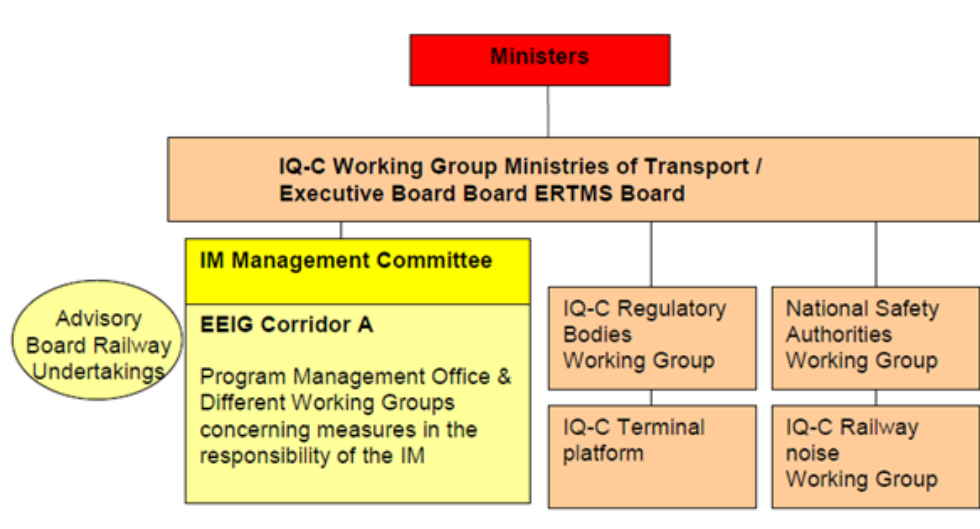 Ministers
IQ-C Working Group Ministries of Transport /
Executive Board Board ERTMS Board
IM Management Committee
EEIG Corridor A
Program Management Office &
Different Working Groups
concerning measures in the
responsibility of the IM
Advisory
Board Railway
Undertakings
IQ-C Regulatory
Bodies
Working Group
IQ-C Terminal
platform
National Safety
Authorities
Working Group
IQ-C Railway
noise
Working Group